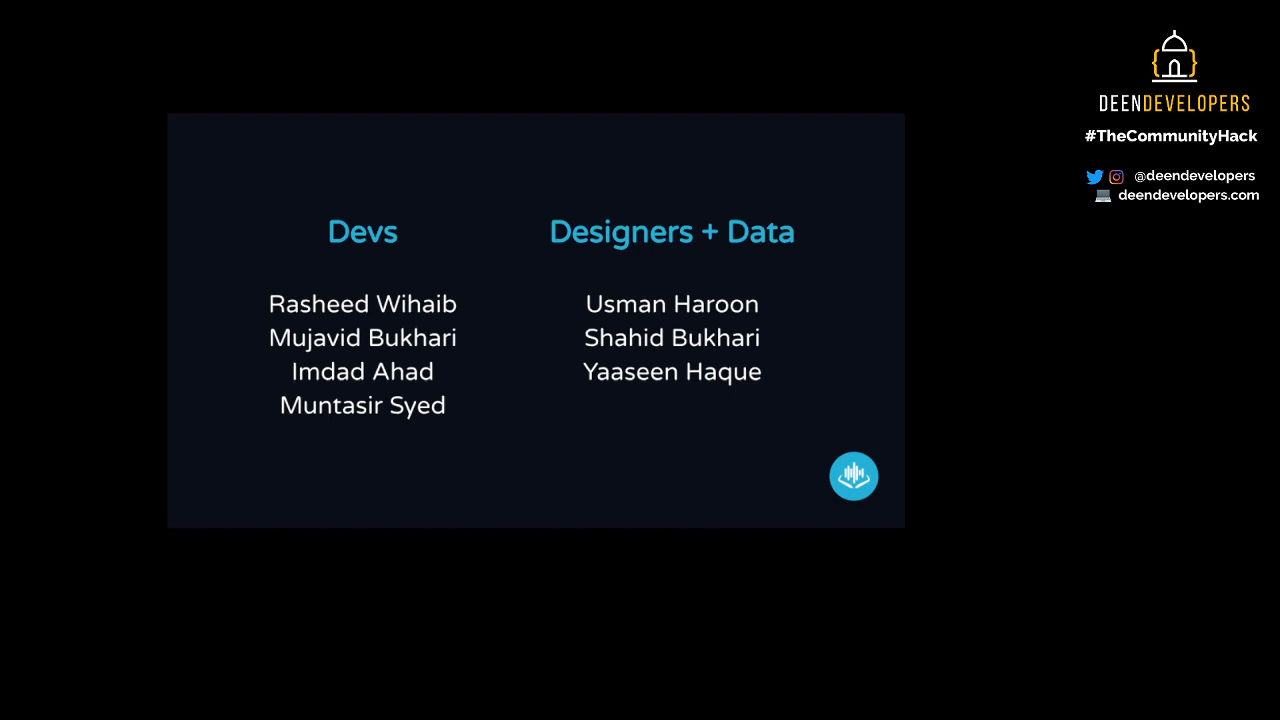 DEENDEVELOPERS
#TheCommunityHack
@deendevelopers
deendevelopers.com
Devs
Rasheed Wihaib
Mujavid Bukhari
Imdad Ahad
Muntasir Syed
Designers + Data
Usman Haroon
Shahid Bukhari
Yaaseen Haque